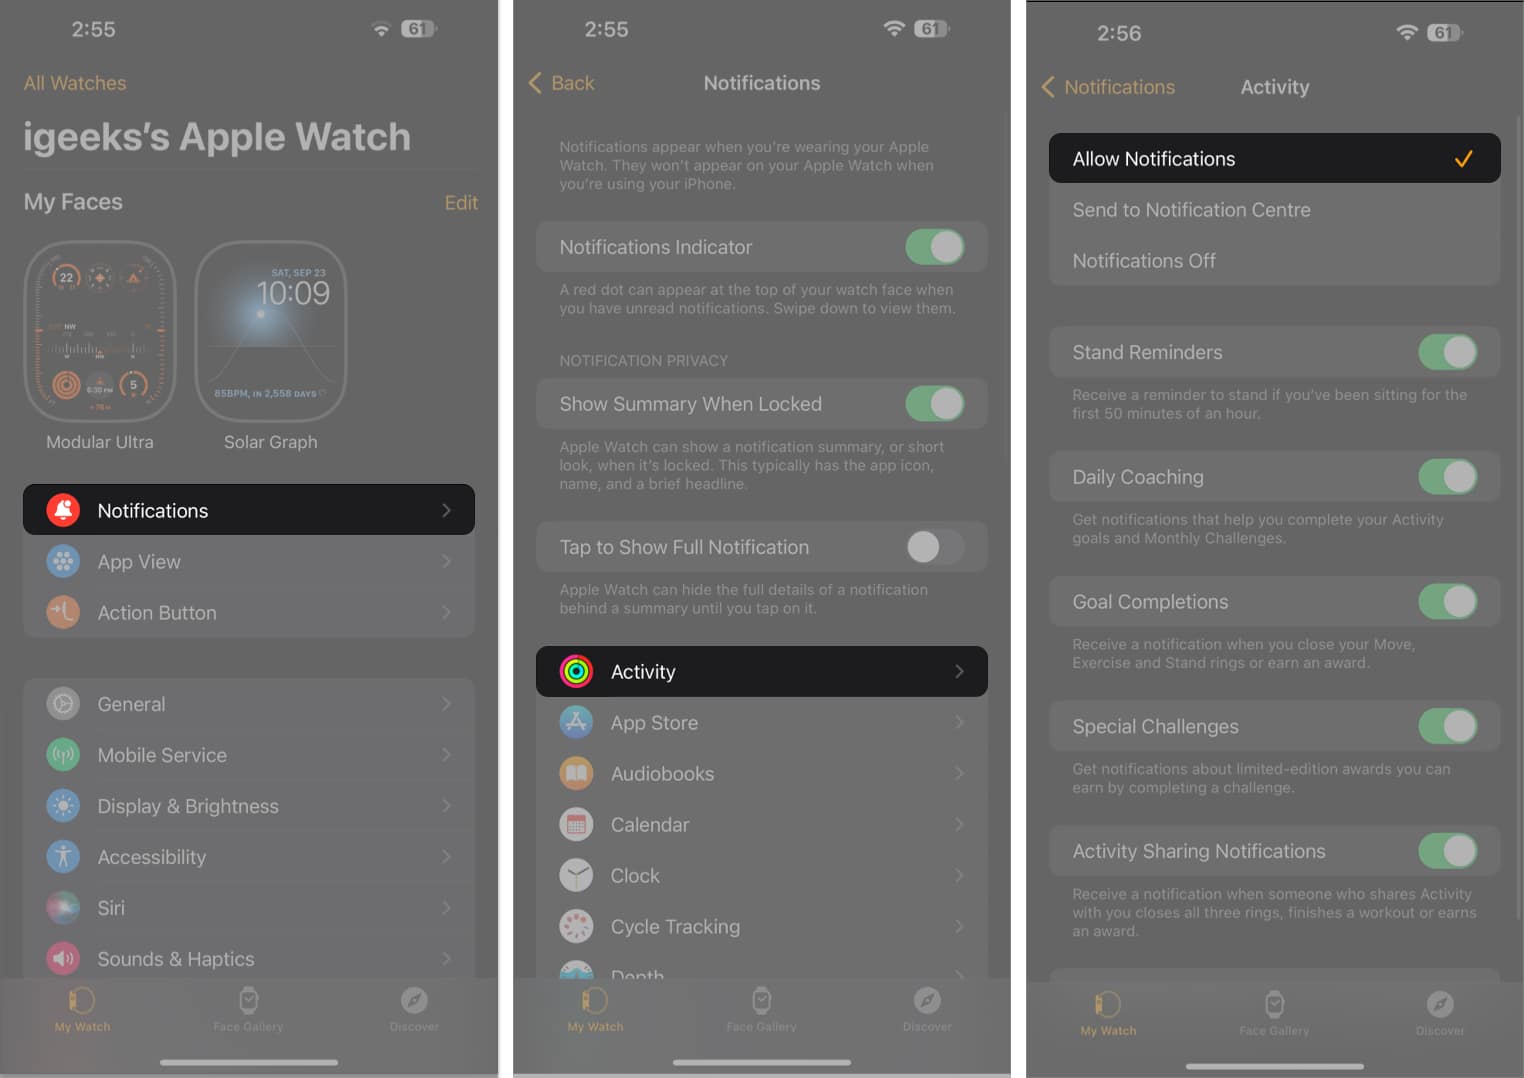 2:55
61
All Watches
igeeks's Apple Watch
My Faces
Edit
22
NW
6:30 PM
5
SAT, SEP 23
10:09
85BPM, IN 2,558 DAYS
Modular Ultra
Solar Graph
Notifications
App View
Action Button
General
Mobile Service
Display & Brightness
Accessibility
Siri
Sounds & Haptics
My Watch
Face Gallery
Discover
2:55
61
Back
Notifications
Notifications appear when you're wearing your Apple
Watch. They won't appear on your Apple Watch when
you're using your iPhone.
Notifications Indicator
A red dot can appear at the top of your watch face when
you have unread notifications. Swipe down to view them.
NOTIFICATION PRIVACY
Show Summary When Locked
Apple Watch can show a notification summary, or short
look, when it's locked. This typically has the app icon,
name, and a brief headline.
Tap to Show Full Notification
Apple Watch can hide the full details of a notification
behind a summary until you tap on it.
Activity
App Store
Audiobooks
Calendar
Clock
Cycle Tracking
Depth
My Watch
Face Gallery
Discover
2:56
61
Notifications
Activity
Allow Notifications
Send to Notification Centre
Notifications Off
Stand Reminders
Receive a reminder to stand if you've been sitting for the
first 50 minutes of an hour.
Daily Coaching
Get notifications that help you complete your Activity
goals and Monthly Challenges.
Goal Completions
Receive a notification when you close your Move,
Exercise and Stand rings or earn an award.
Special Challenges
Get notifications about limited-edition awards you can
earn by completing a challenge.
Activity Sharing Notifications
Receive a notification when someone who shares Activity
with you closes all three rings, finishes a workout or earns
an award.
My Watch
Face Gallery
Discover